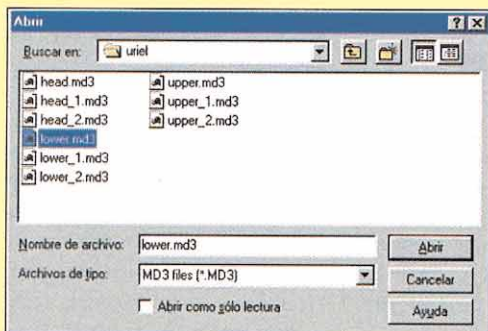 Abrir
Buscar en: uriel
head.md3 upper.md3
head_1.md3 upper_1.md3
head_2.md3 upper_2.md3
lower.md3
lower_1.md3
lower_2.md3
Nombre de archivo: lower.md3 Abrir
Archivos de tipo: MD3 files (*.MD3) Cancelar
Abrir como sólo lectura Ayuda